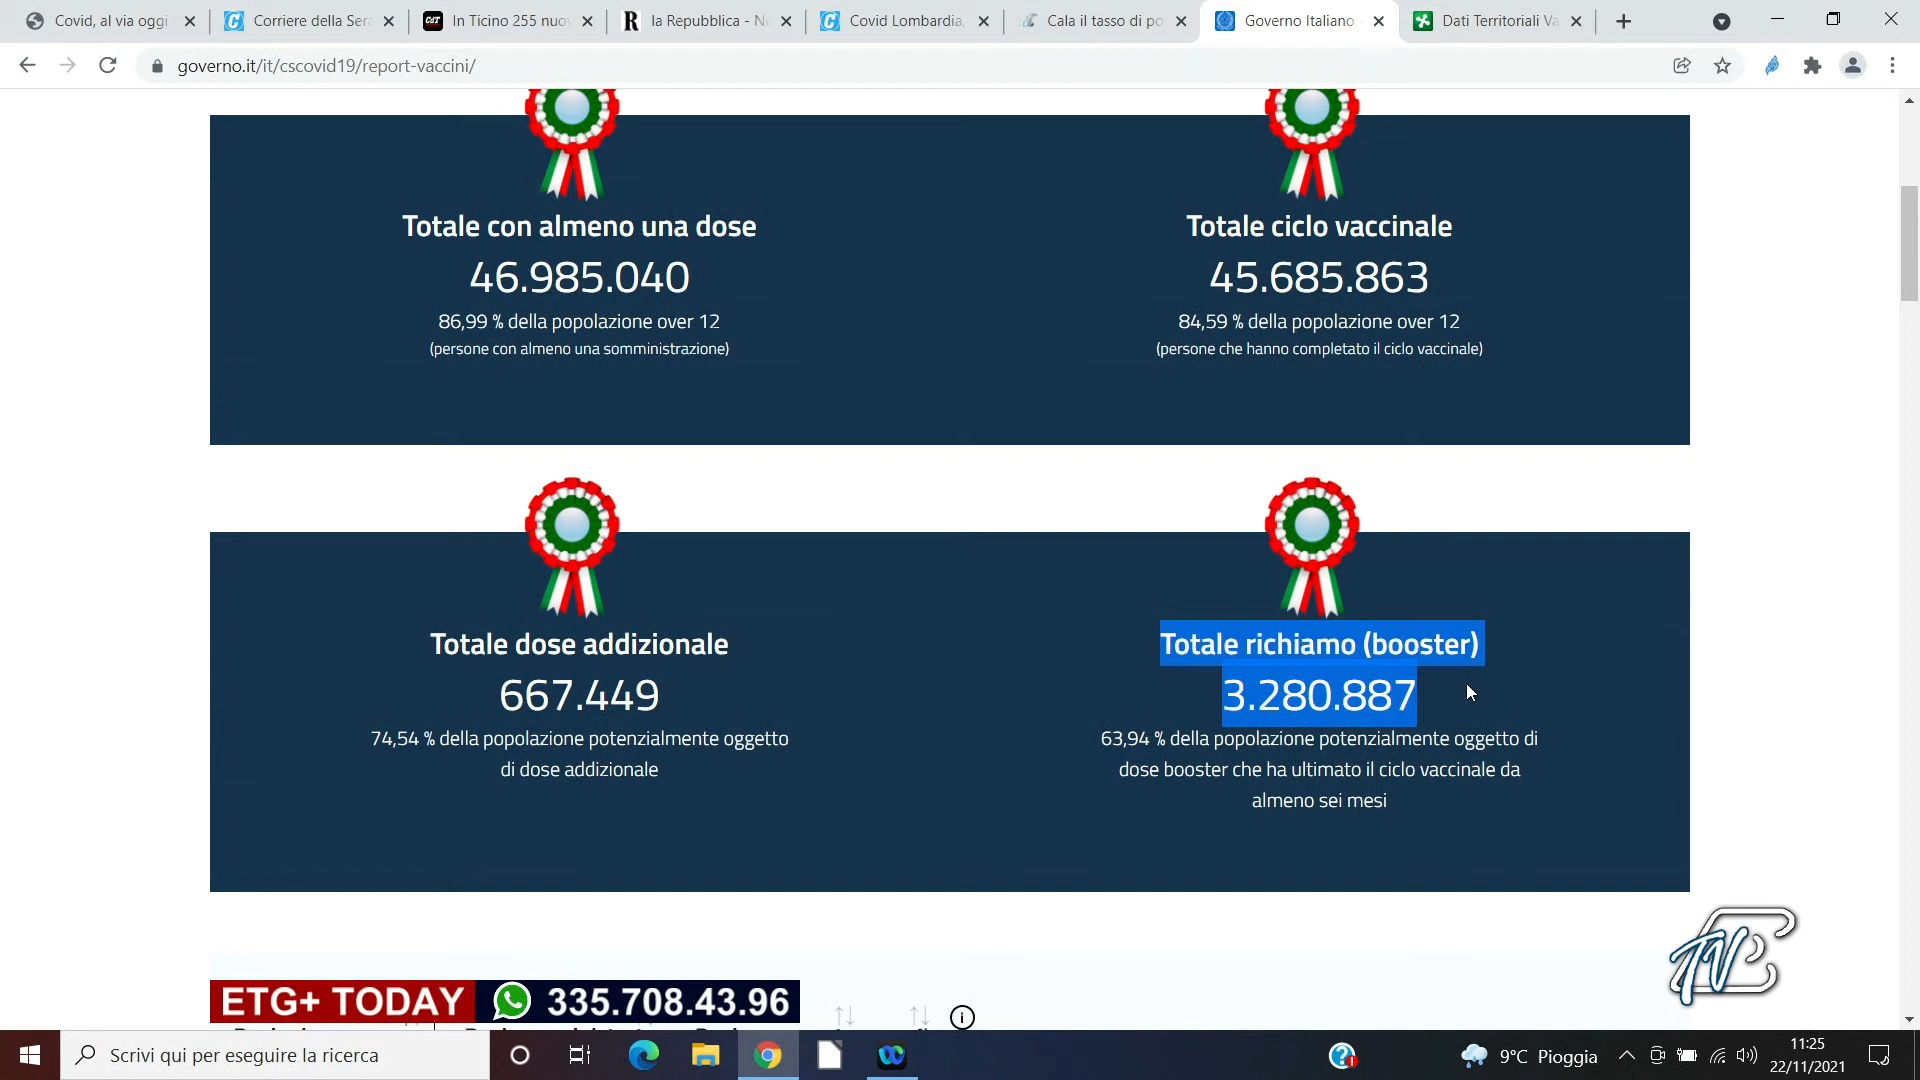 Covid, al via oggi
Corriere della Sera
In Ticino 255 nuo
la Repubblica - Ne
Covid Lombardia,
Cala il tasso di po
Governo Italiano
Dati Territoriali Va
governo.it/it/cscovid19/report-vaccini/
Totale con almeno una dose
46.985.040
86,99 % della popolazione over 12
(persone con almeno una somministrazione)
Totale ciclo vaccinale
45.685.863
84,59 % della popolazione over 12
(persone che hanno completato il ciclo vaccinale)
Totale dose addizionale
667.449
74,54 % della popolazione potenzialmente oggetto
di dose addizionale
Totale richiamo (booster)
3.280.887
63,94 % della popolazione potenzialmente oggetto di
dose booster che ha ultimato il ciclo vaccinale da
almeno sei mesi
ETG+ TODAY 335.708.43.96
Scrivi qui per eseguire la ricerca
9°C Pioggia
11:25
22/11/2021